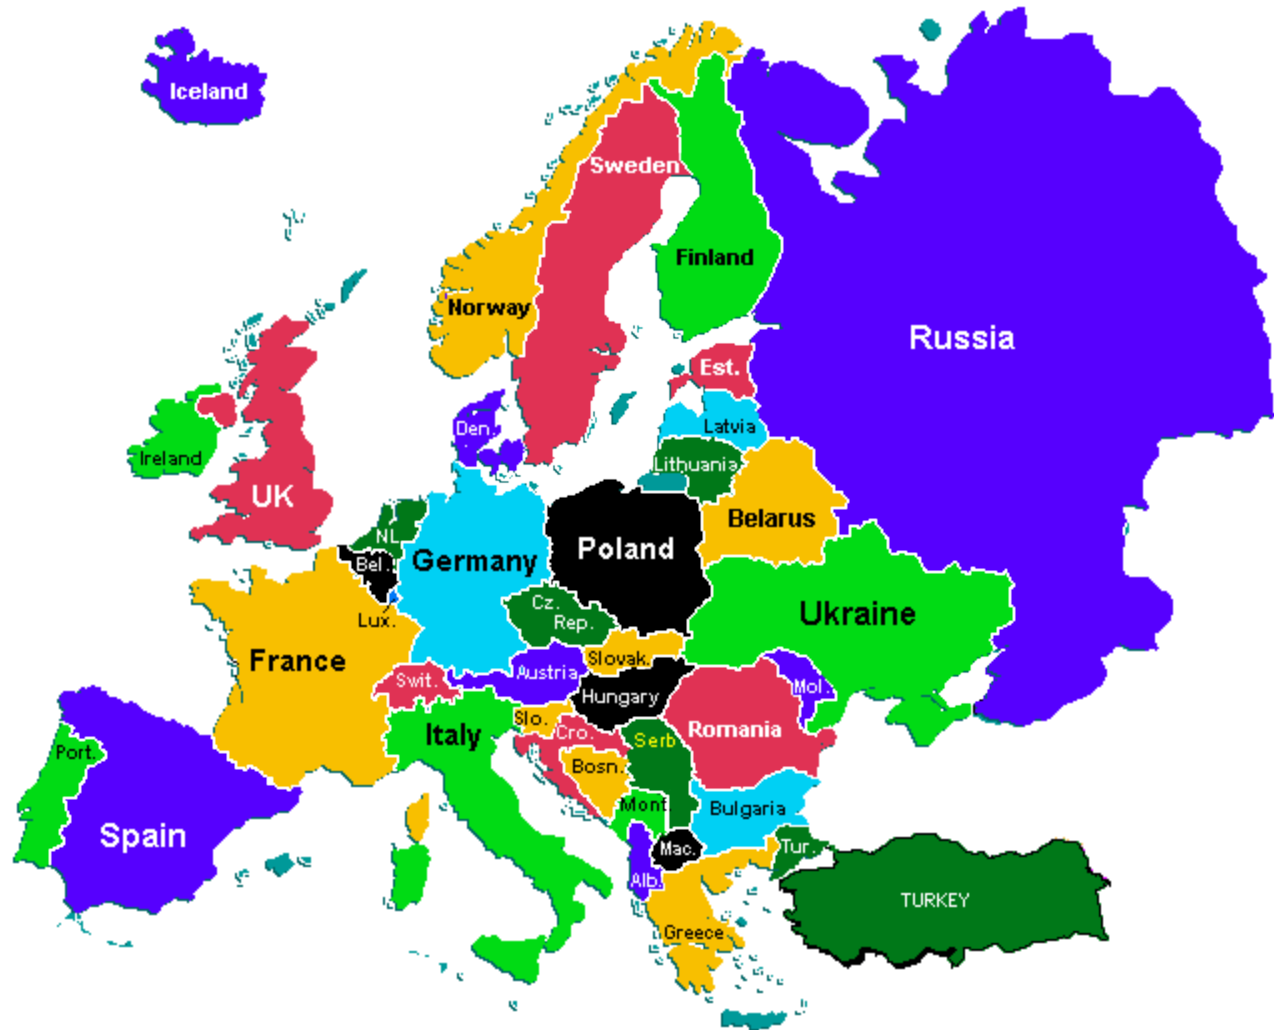 Iceland
Sweden
Finland
Norway
Russia
Est.
Latvia
Den.
Lithuania
Ireland
UK
Belarus
NL
Poland
Germany
Bel.
Cz.
Rep.
Ukraine
Lux.
France
Slovak.
Austria
Swit.
Mol.
Hungary
Slo.
Romania
Cro.
Italy
Serb
Port.
Bosn.
Mont
Bulgaria
Spain
Tur.
Mac.
Alb.
TURKEY
Greece